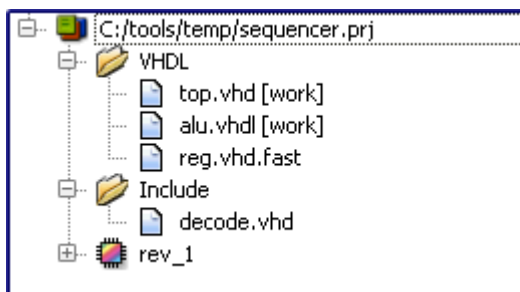 C:/tools/temp/sequencer.prj
VHDL
top.vhd [work]
alu.vhdl [work]
reg.vhd.fast
Include
decode.vhd
rev_1